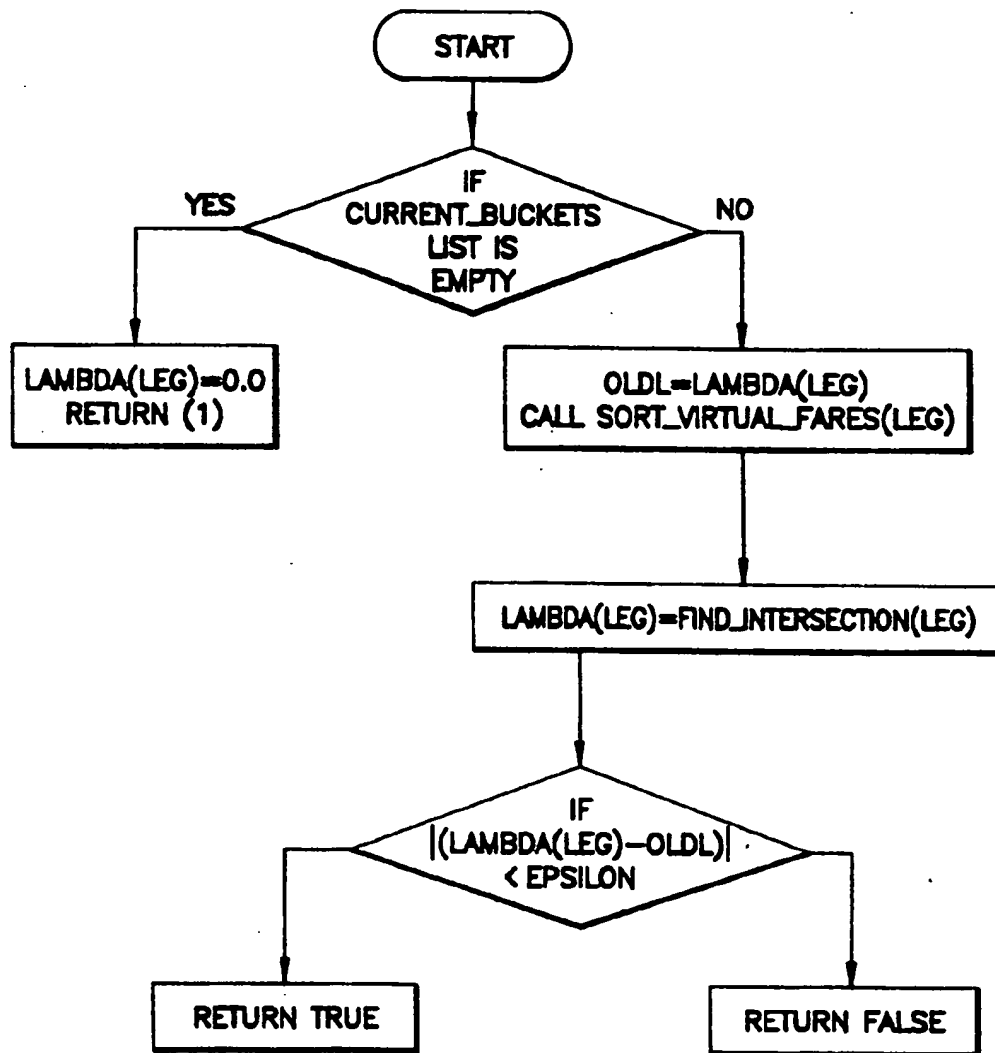 START
IF
CURRENT_BUCKETS
LIST IS
EMPTY
YES
NO
LAMBDA(LEG)=0.0
RETURN (1)
OLDL=LAMBDA(LEG)
CALL SORT_VIRTUAL_FARES(LEG)
LAMBDA(LEG)=FIND_INTERSECTION(LEG)
IF
|(LAMBDA(LEG)-OLDL)|
< EPSILON
RETURN TRUE
RETURN FALSE